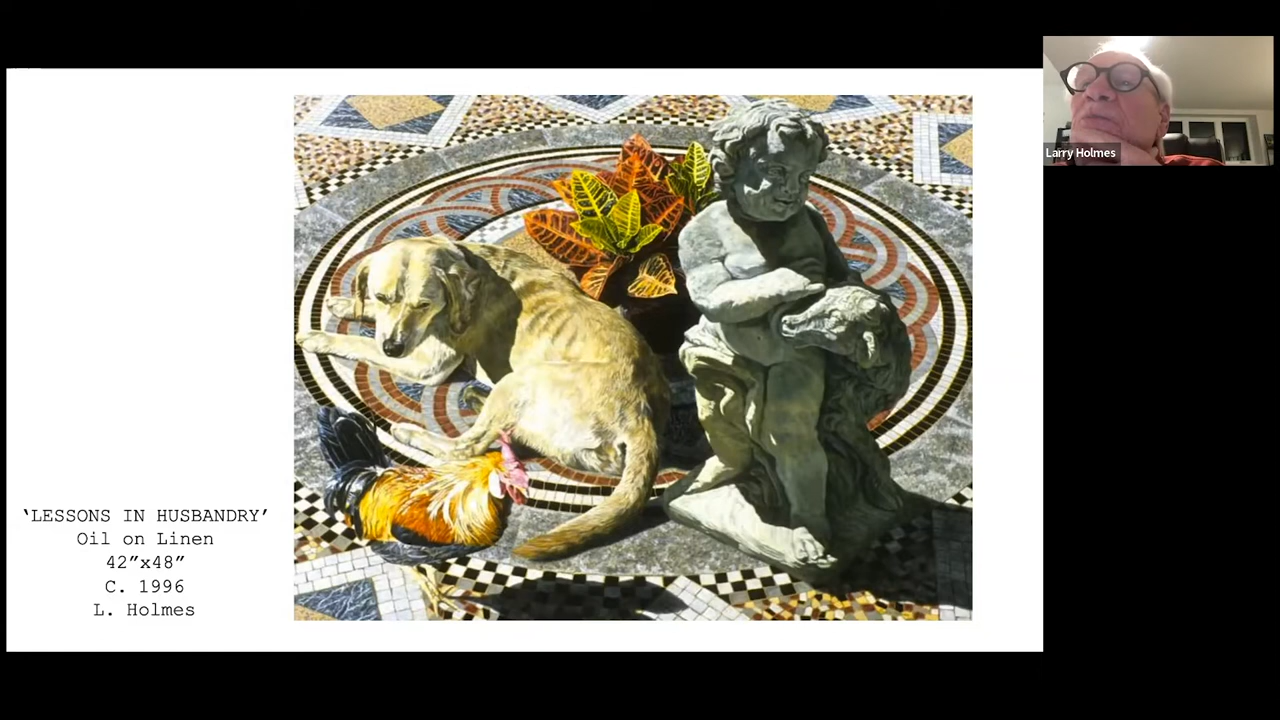 ‘LESSONS IN HUSBANDRY’
Oil on Linen
42”x48”
C. 1996
L. Holmes
Larry Holmes